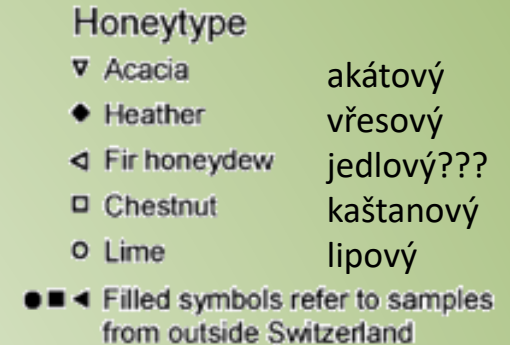 Honeytype
Acacia akátový
Heather vřesový
Fir honeydew jedlový???
Chestnut kaštanový
Lime lipový
Filled symbols refer to samples
from outside Switzerland